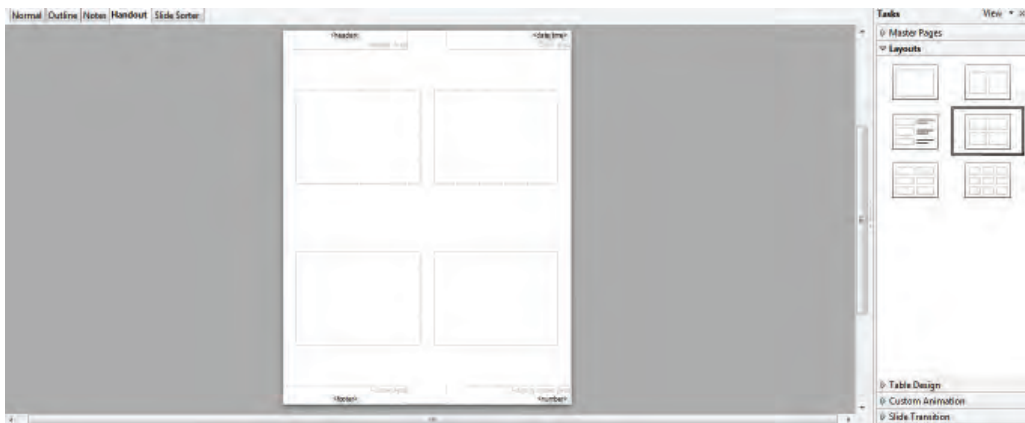 Normal Outline Notes Handout Slide Sorter
Tasks View
Master Pages
Layouts
<header> <date/time>
<footer> <number>
Table Design
Custom Animation
Slide Transition